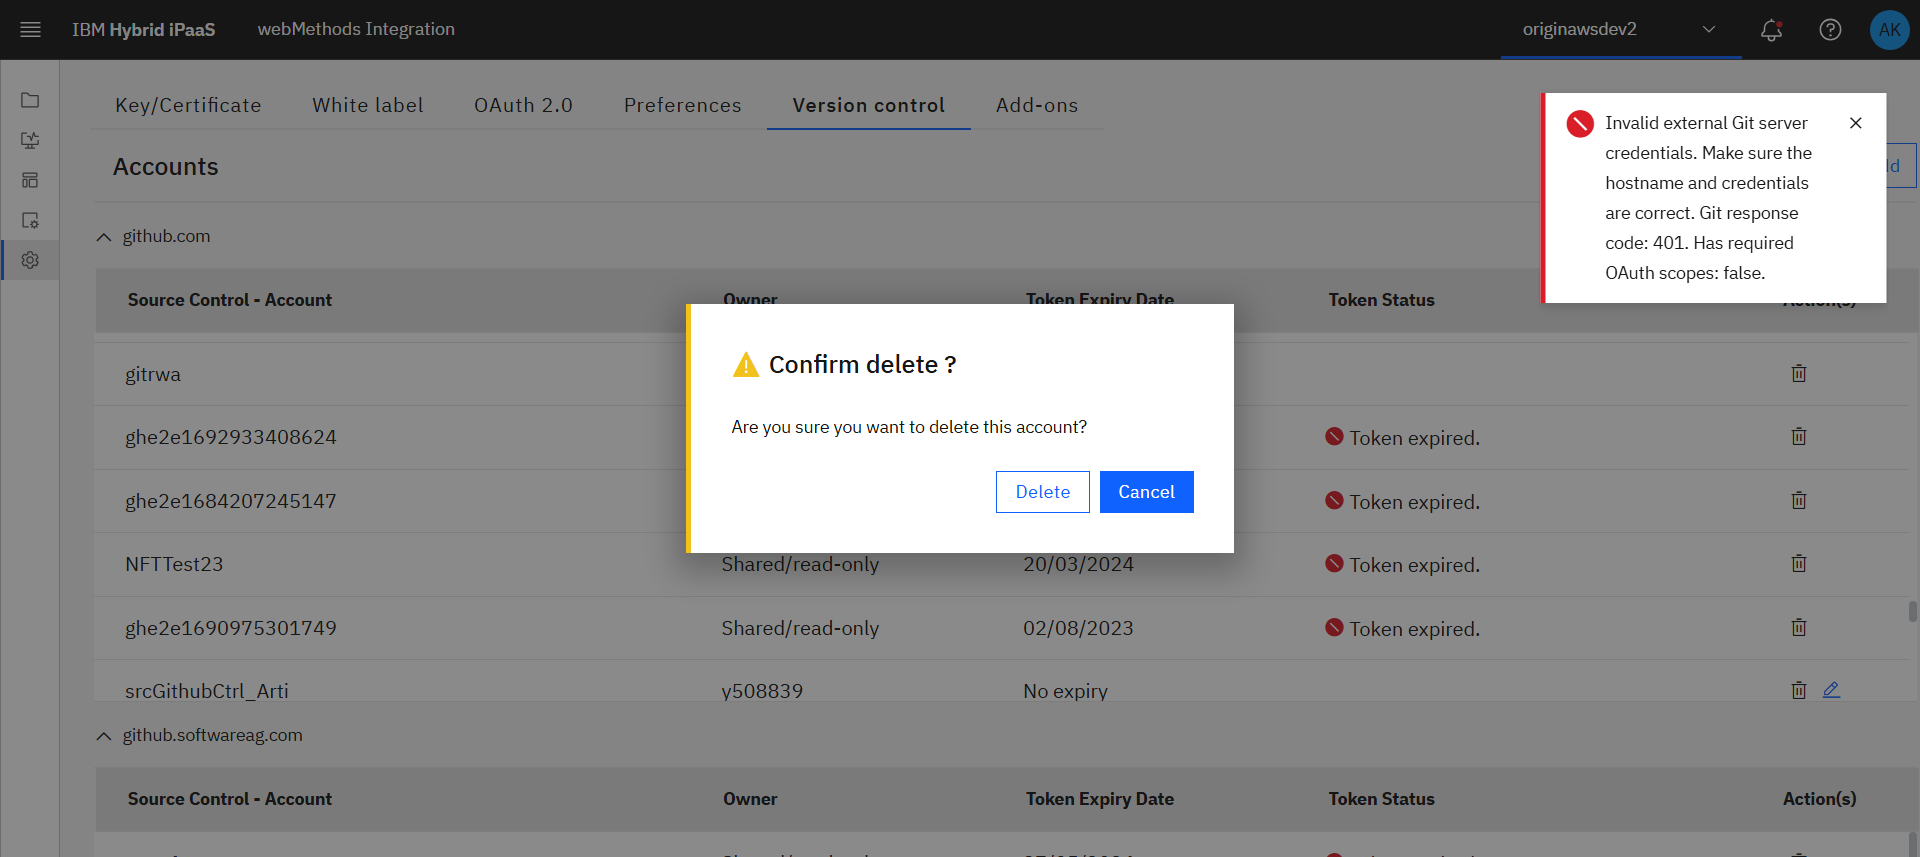 IBM Hybrid iPaaS
webMethods Integration
originawsdev2
AK
Key/Certificate
White label
OAuth 2.0
Preferences
Version control
Add-ons
Accounts
Invalid external Git server
credentials. Make sure the
hostname and credentials
are correct. Git response
code: 401. Has required
OAuth scopes: false.
github.com
Source Control - Account
Owner
Token Expiry Date
Token Status
Action(s)
gitrwa
ghe2e1692933408624
Token expired.
ghe2e1684207245147
Token expired.
Confirm delete ?
Are you sure you want to delete this account?
Delete
Cancel
NFTTest23
Shared/read-only
20/03/2024
Token expired.
ghe2e1690975301749
Shared/read-only
02/08/2023
Token expired.
srcGithubCtrl_Arti
y508839
No expiry
github.softwareag.com
Source Control - Account
Owner
Token Expiry Date
Token Status
Action(s)